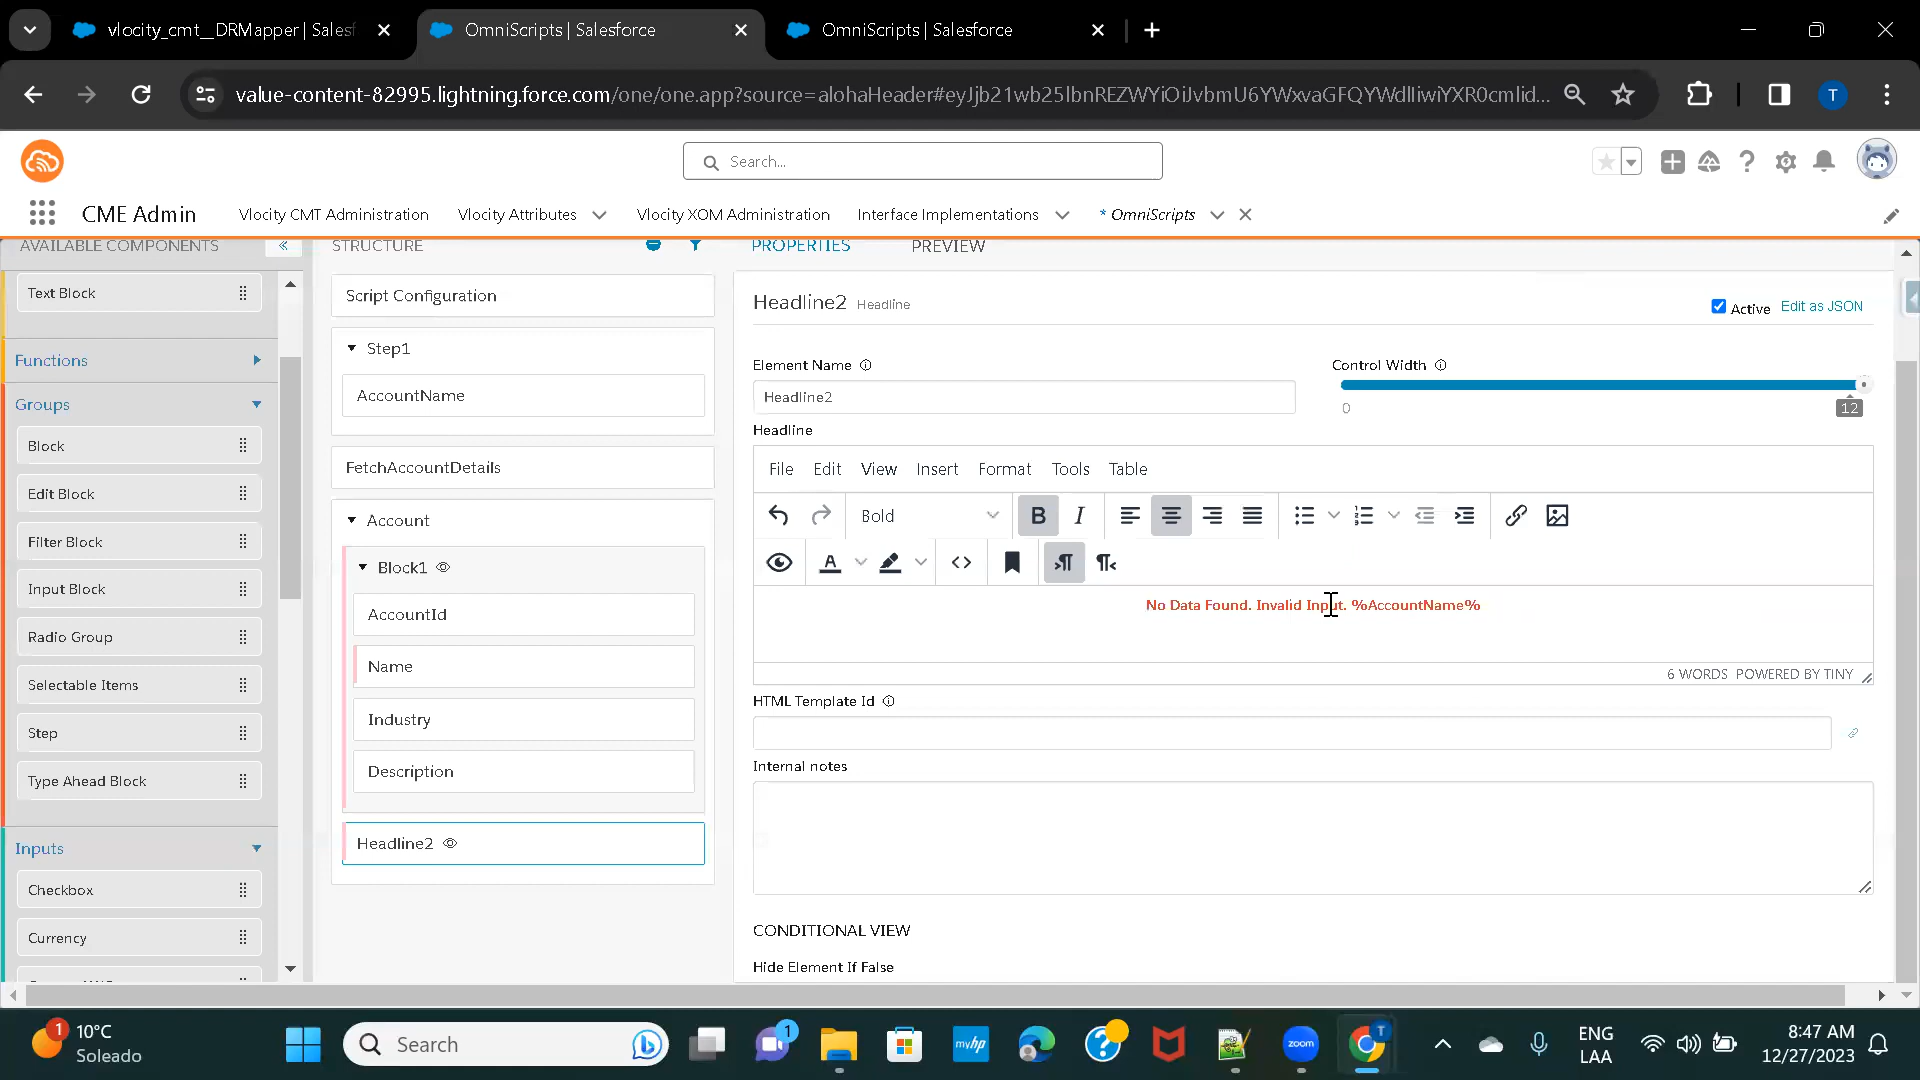 vlocity_cmt__DRMapper | Salesf
OmniScripts | Salesforce
OmniScripts | Salesforce
value-content-82995.lightning.force.com/one/one.app?source=alohaHeader#
T
Search...
CME Admin
Vlocity CMT Administration
Vlocity Attributes
Vlocity XOM Administration
Interface Implementations
* OmniScripts
AVAILABLE COMPONENTS
STRUCTURE
PROPERTIES
PREVIEW
Text Block
Functions
Groups
Block
Edit Block
Filter Block
Input Block
Radio Group
Selectable Items
Step
Type Ahead Block
Inputs
Checkbox
Currency
Script Configuration
Step1
AccountName
FetchAccountDetails
Account
Block1
AccountId
Name
Industry
Description
Headline2
Headline2 Headline
Active Edit as JSON
Element Name
Headline2
Control Width
0
12
Headline
File Edit View Insert Format Tools Table
Bold
B I
No Data Found. Invalid Input. %AccountName%
6 WORDS POWERED BY TINY
HTML Template Id
Internal notes
CONDITIONAL VIEW
Hide Element If False
1
10°C
Soleado
Search
1
myhp
zoom
T
ENG
LAA
8:47 AM
12/27/2023